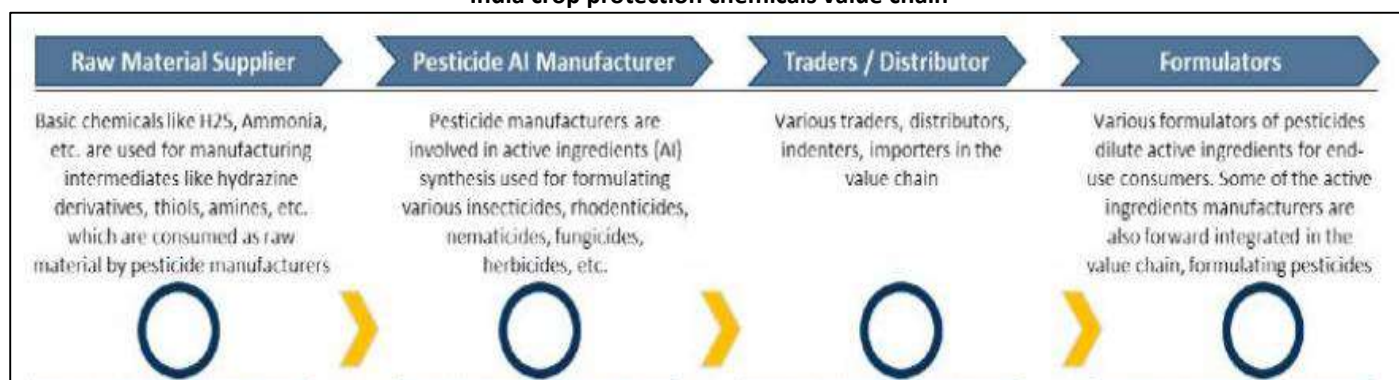 India crop protection chemicals value chain
Raw Material Supplier
Basic chemicals like H2S, Ammonia,
etc. are used for manufacturing
intermediates like hydrazine
derivatives, thiols, amines, etc.
which are consumed as raw
material by pesticide manufacturers
Pesticide AI Manufacturer
Pesticide manufacturers are
involved in active ingredients (AI)
synthesis used for formulating
various insecticides, rhodenticides,
nematicides, fungicides,
herbicides, etc.
Traders / Distributor
Various traders, distributors,
indenters, importers in the
value chain
Formulators
Various formulators of pesticides
dilute active ingredients for end-
use consumers. Some of the active
ingredients manufacturers are
also forward integrated in the
value chain, formulating pesticides